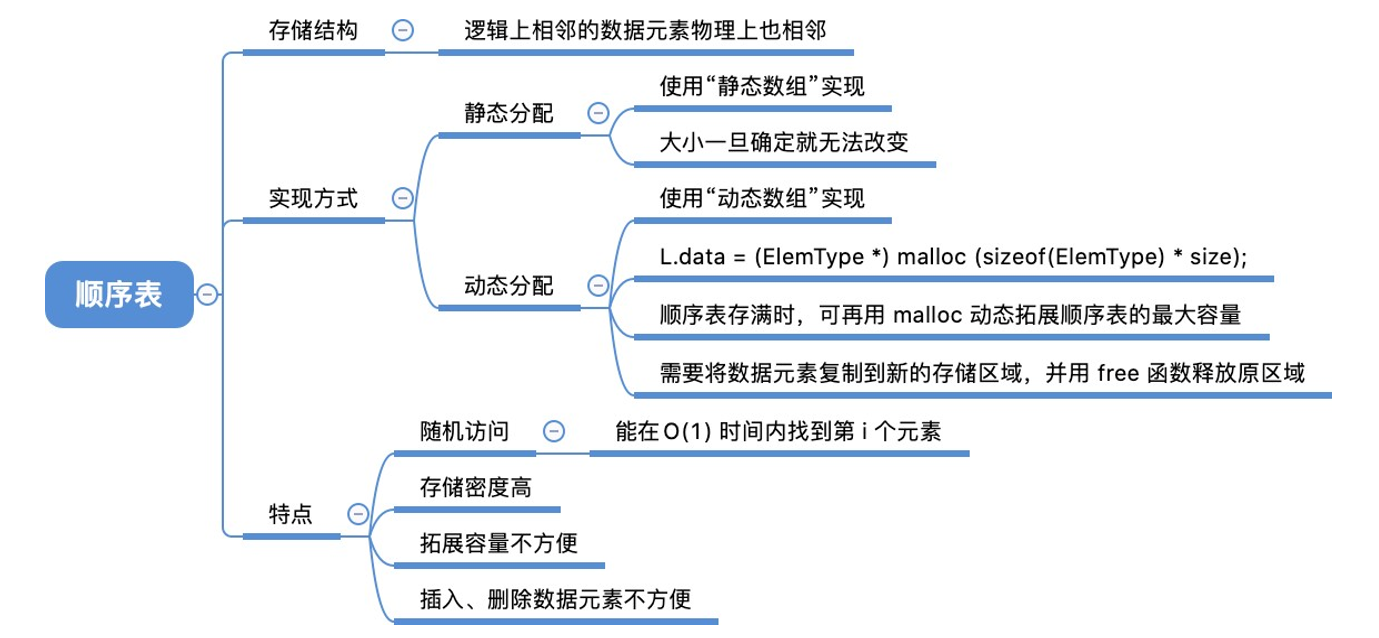 顺序表
存储结构
逻辑上相邻的数据元素物理上也相邻
实现方式
静态分配
使用“静态数组”实现
大小一旦确定就无法改变
动态分配
使用“动态数组”实现
L.data = (ElemType *) malloc (sizeof(ElemType) * size);
顺序表存满时，可再用 malloc 动态拓展顺序表的最大容量
需要将数据元素复制到新的存储区域，并用 free 函数释放原区域
特点
随机访问
能在 O(1) 时间内找到第 i 个元素
存储密度高
拓展容量不方便
插入、删除数据元素不方便